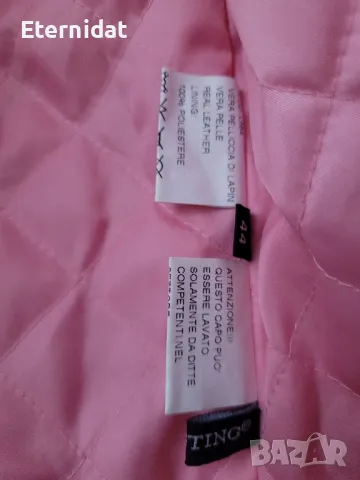 Eternidat
VERA PELLICCIA DI LAPIN
REAL LEATHER
VERA PELLE
LINING:
100% POLIESTERE
44
ATTENZIONE!!!
QUESTO CAPO PUO'
ESSERE LAVATO
SOLAMENTE DA DITTE
COMPETENTI NEL
TING®
BAZAR